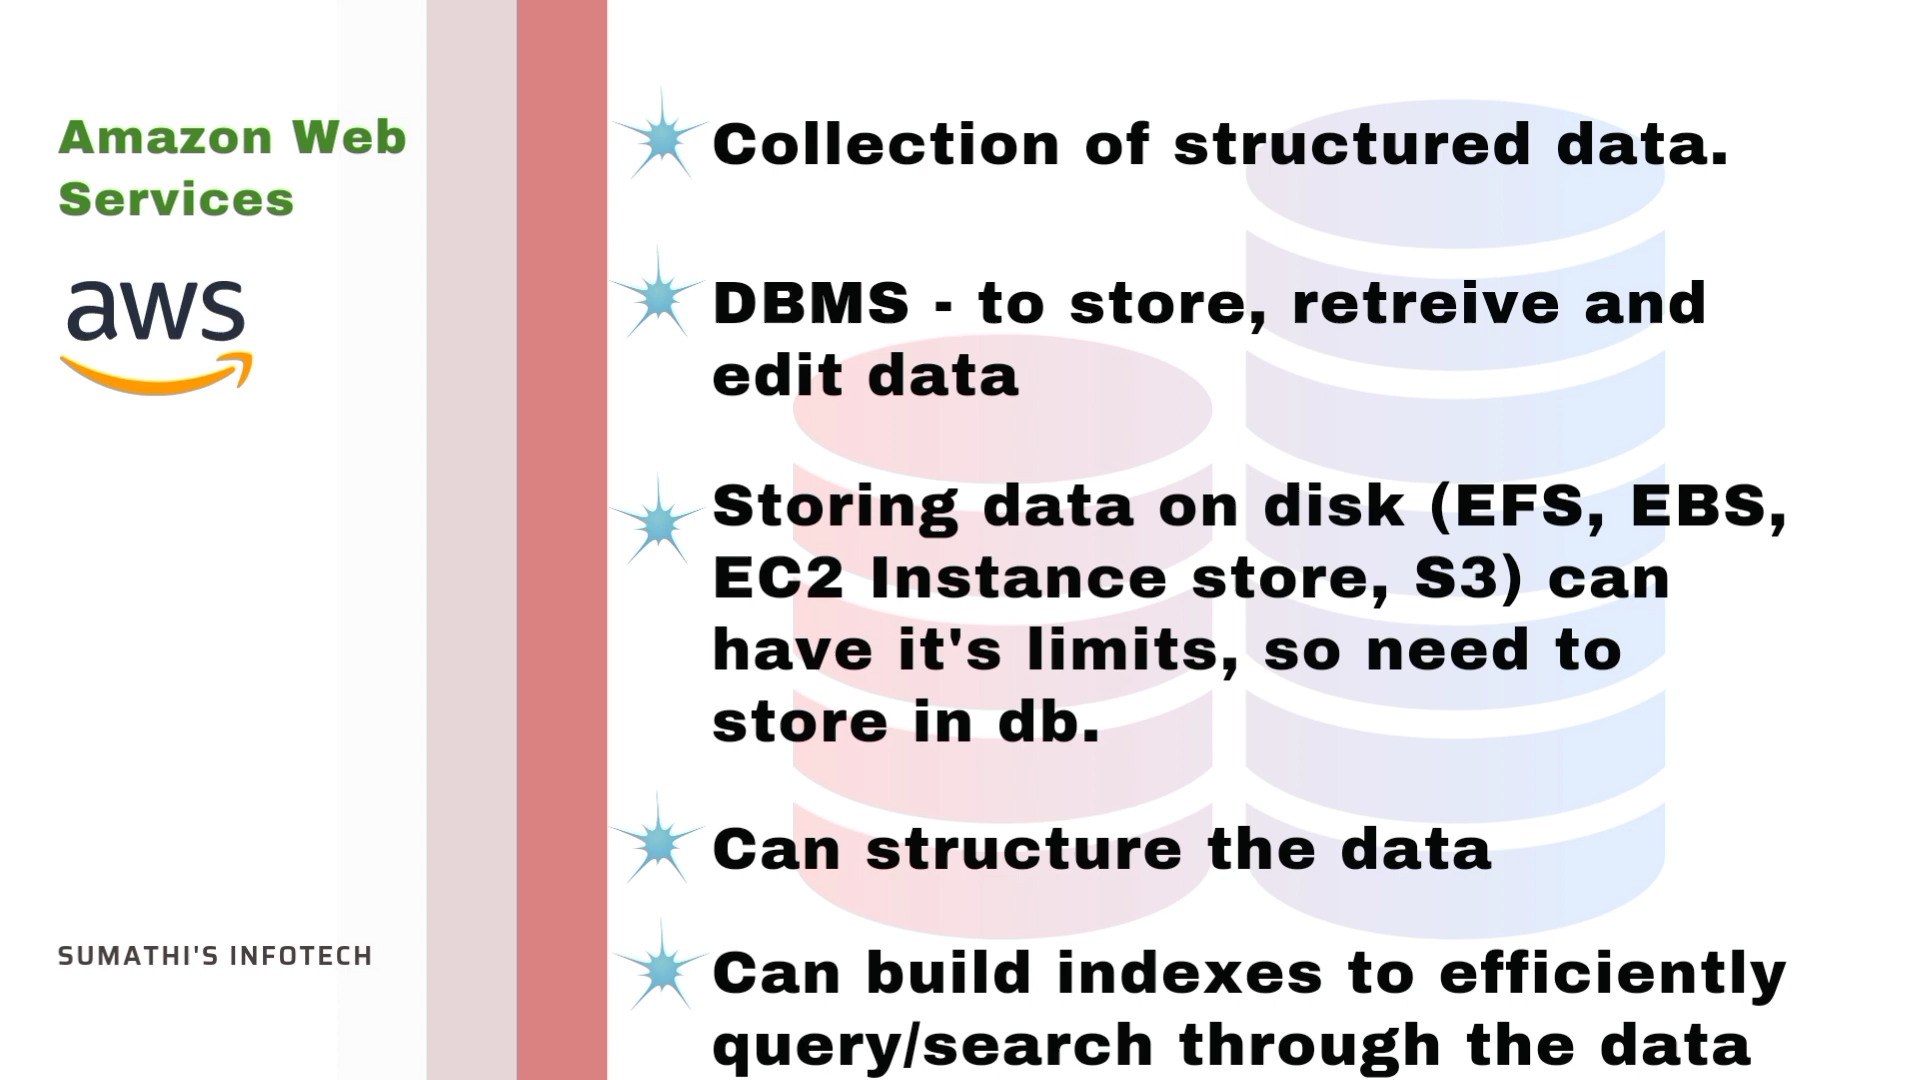 Amazon Web
Services
aws
SUMATHI'S INFOTECH
Collection of structured data.
DBMS - to store, retreive and
edit data
Storing data on disk (EFS, EBS,
EC2 Instance store, S3) can
have it's limits, so need to
store in db.
Can structure the data
Can build indexes to efficiently
query/search through the data